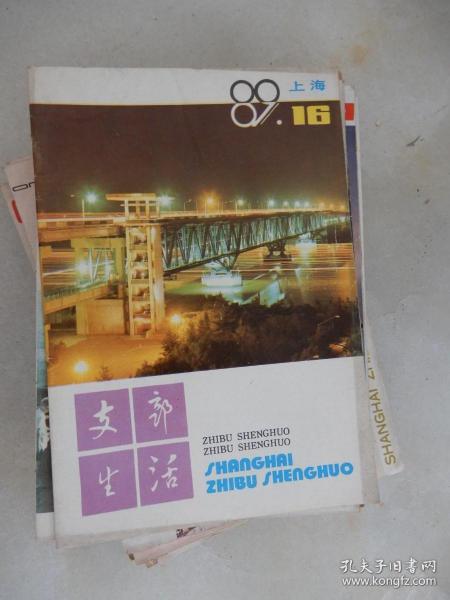 上海
89.16
支部
生活
ZHIBU SHENGHUO
ZHIBU SHENGHUO
SHANGHAI
ZHIBU SHENGHUO
SHANGHAI ZH
孔夫子旧书网
www.kongfz.com